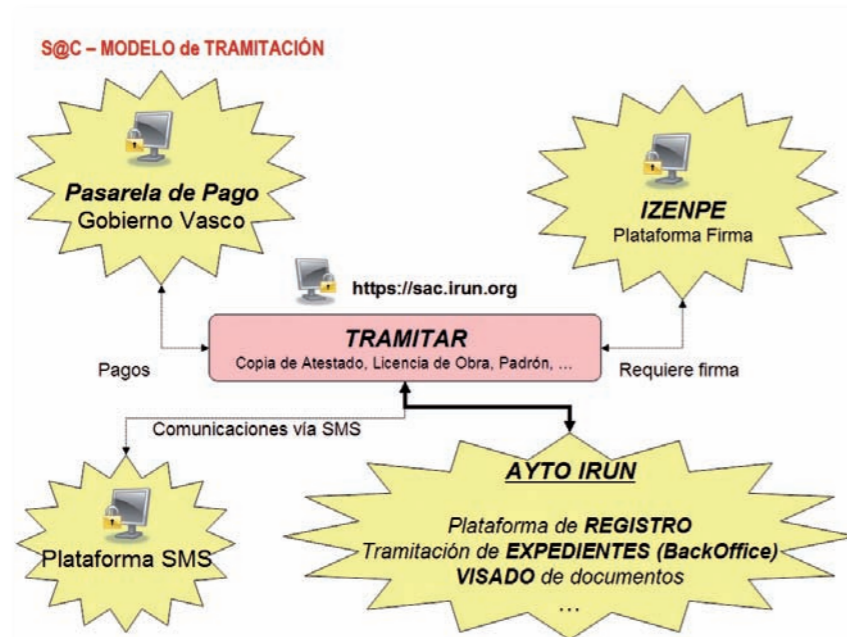 S@C – MODELO de TRAMITACIÓN
Pasarela de Pago
Gobierno Vasco
IZENPE
Plataforma Firma
https://sac.irun.org
TRAMITAR
Copia de Atestado, Licencia de Obra, Padrón, ...
Pagos
Requiere firma
Comunicaciones vía SMS
Plataforma SMS
AYTO IRUN
Plataforma de REGISTRO
Tramitación de EXPEDIENTES (BackOffice)
VISADO de documentos
...